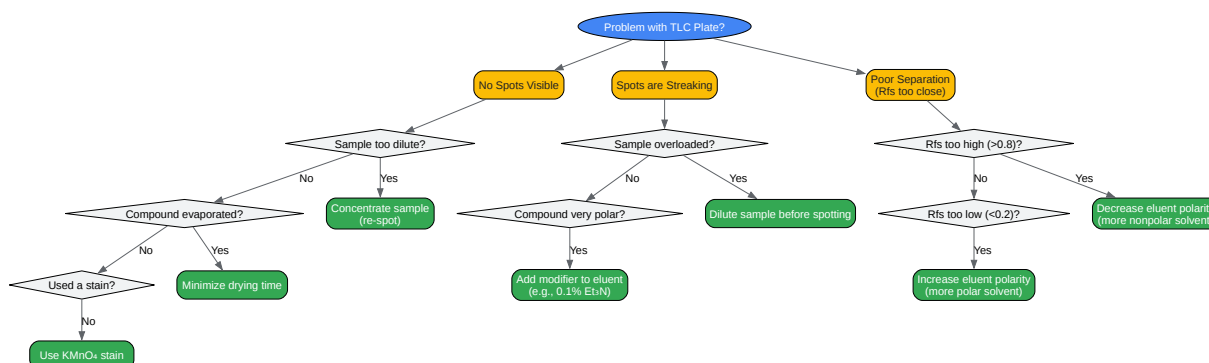 Problem with TLC Plate?
No Spots Visible
Spots are Streaking
Poor Separation
(Rfs too close)
Sample too dilute?
Sample overloaded?
Rfs too high (>0.8)?
No
Yes
No
Yes
No
Yes
Compound evaporated?
Concentrate sample
(re-spot)
Compound very polar?
Dilute sample before spotting
Rfs too low (<0.2)?
Decrease eluent polarit
(more nonpolar solvent
No
Yes
Yes
Yes
Used a stain?
Minimize drying time
Add modifier to eluent
(e.g., 0.1% Et₃N)
Increase eluent polarity
(more polar solvent)
No
Use KMnO₄ stain